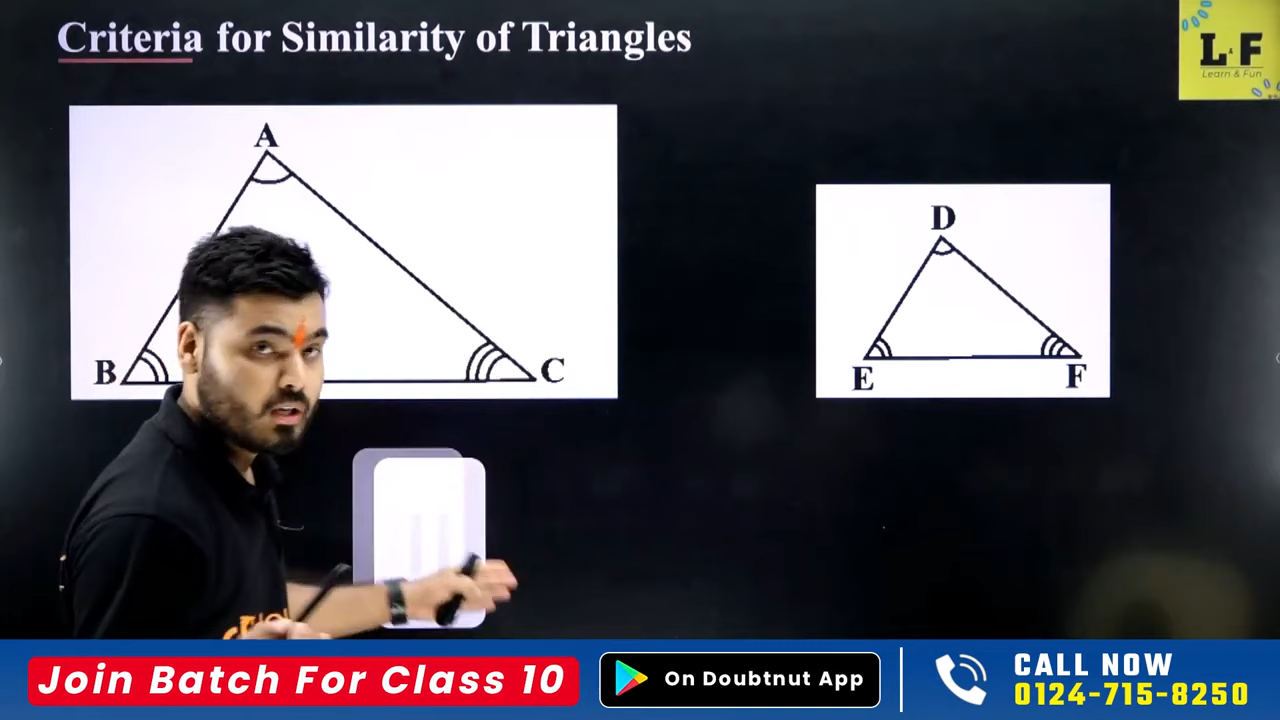 Criteria for Similarity of Triangles
L&F
Learn & Fun
A
B
C
D
E
F
Join Batch For Class 10
On Doubtnut App
CALL NOW
0124-715-8250